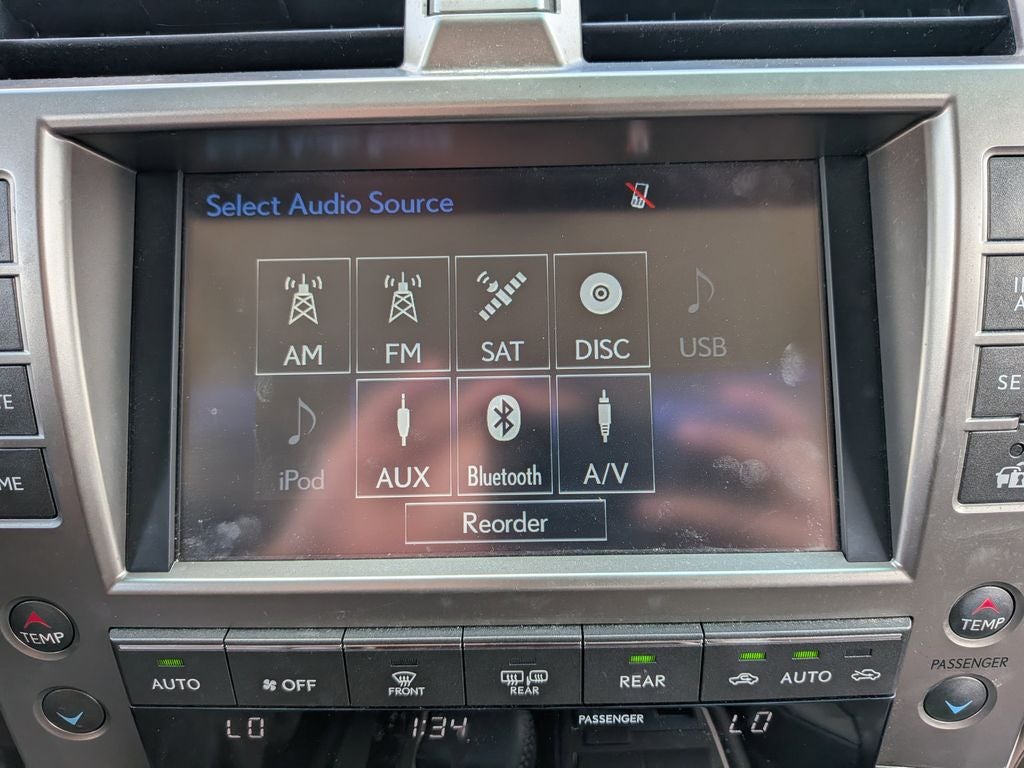 Select Audio Source
AM FM SAT DISC USB
iPod AUX Bluetooth A/V
Reorder
ME
TEMP
TEMP
PASSENGER
AUTO OFF FRONT REAR REAR AUTO
LO 1:34 PASSENGER LO